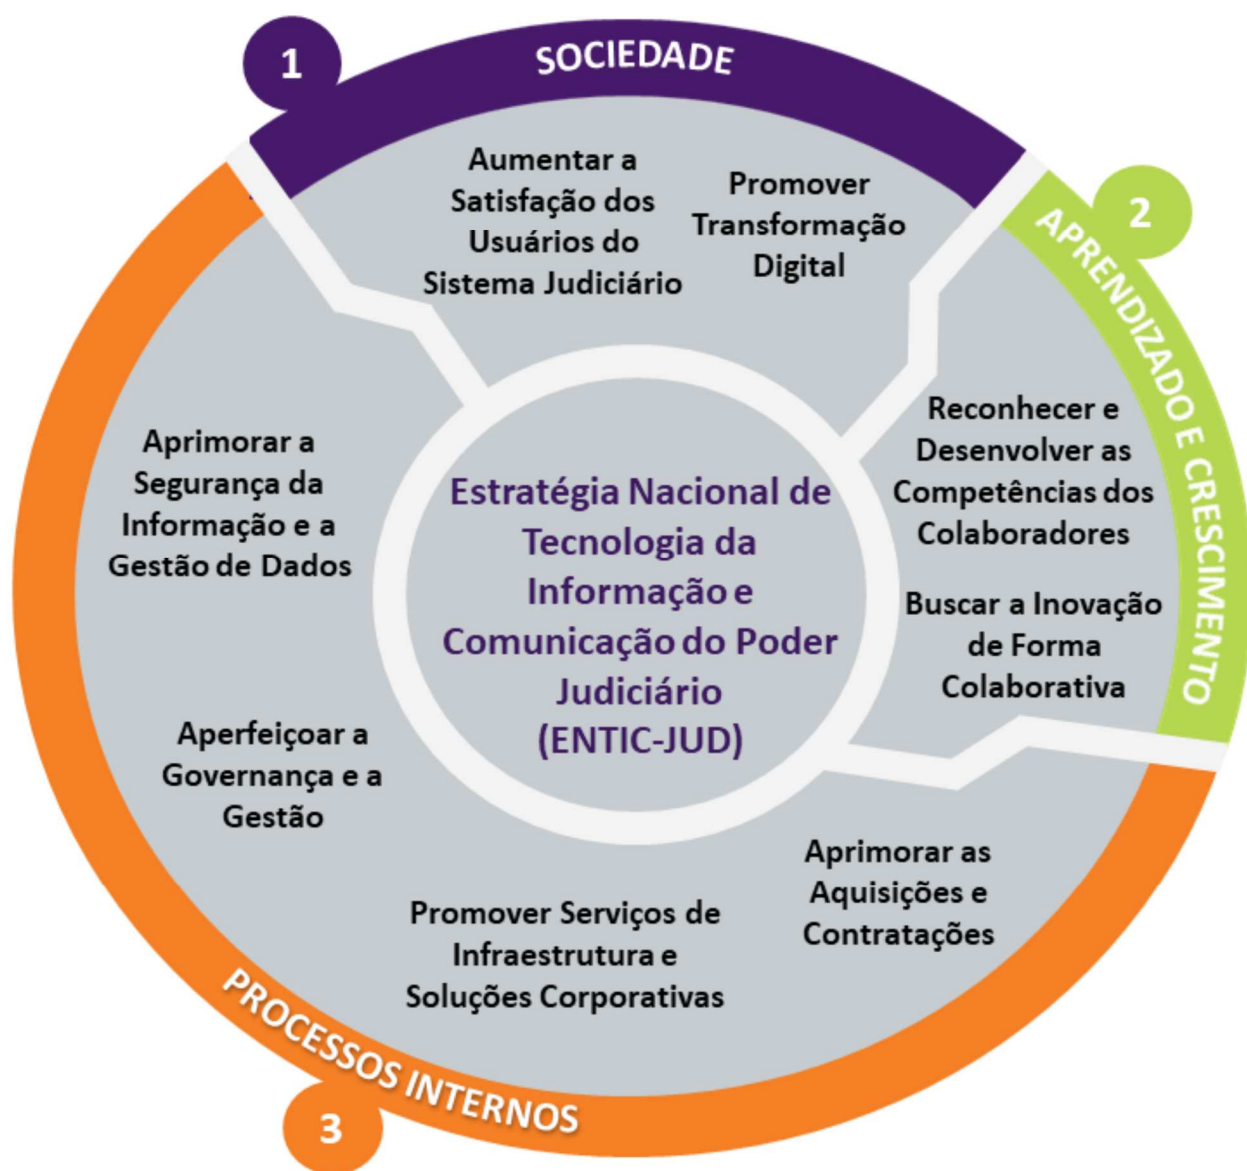 1
SOCIEDADE
Aumentar a
Satisfação dos
Usuários do
Sistema Judiciário
Promover
Transformação
Digital
2
APRENDIZADO E CRESCIMENTO
Reconhecer e
Desenvolver as
Competências dos
Colaboradores
Buscar a Inovação
de Forma
Colaborativa
Estratégia Nacional de
Tecnologia da
Informação e
Comunicação do Poder
Judiciário
(ENTIC-JUD)
Aprimorar a
Segurança da
Informação e a
Gestão de Dados
Aperfeiçoar a
Governança e a
Gestão
Promover Serviços de
Infraestrutura e
Soluções Corporativas
Aprimorar as
Aquisições e
Contratações
PROCESSOS INTERNOS
3